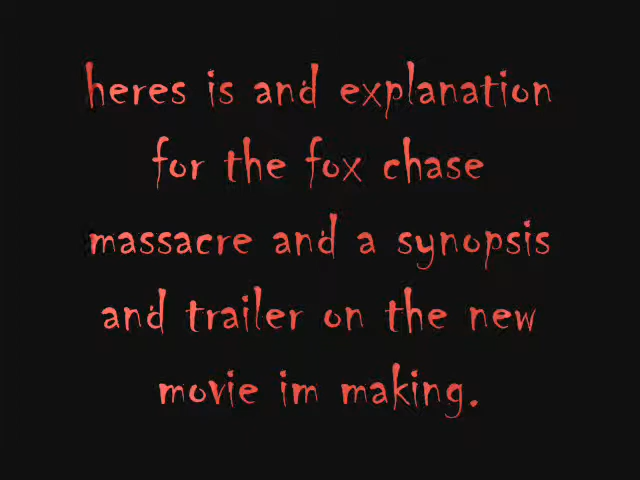 heres is and explanation
for the fox chase
massacre and a synopsis
and trailer on the new
movie im making.